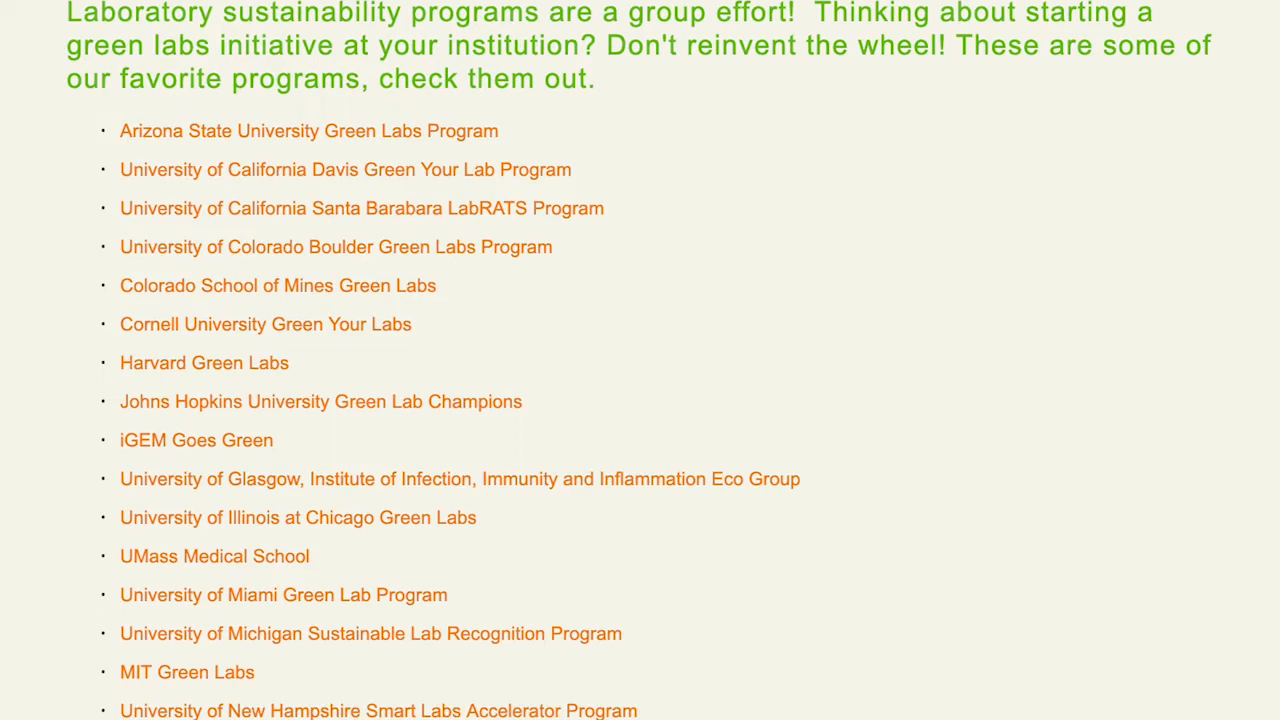 Laboratory sustainability programs are a group effort!  Thinking about starting a
green labs initiative at your institution? Don't reinvent the wheel! These are some of
our favorite programs, check them out.
· Arizona State University Green Labs Program
· University of California Davis Green Your Lab Program
· University of California Santa Barabara LabRATS Program
· University of Colorado Boulder Green Labs Program
· Colorado School of Mines Green Labs
· Cornell University Green Your Labs
· Harvard Green Labs
· Johns Hopkins University Green Lab Champions
· iGEM Goes Green
· University of Glasgow, Institute of Infection, Immunity and Inflammation Eco Group
· University of Illinois at Chicago Green Labs
· UMass Medical School
· University of Miami Green Lab Program
· University of Michigan Sustainable Lab Recognition Program
· MIT Green Labs
· University of New Hampshire Smart Labs Accelerator Program